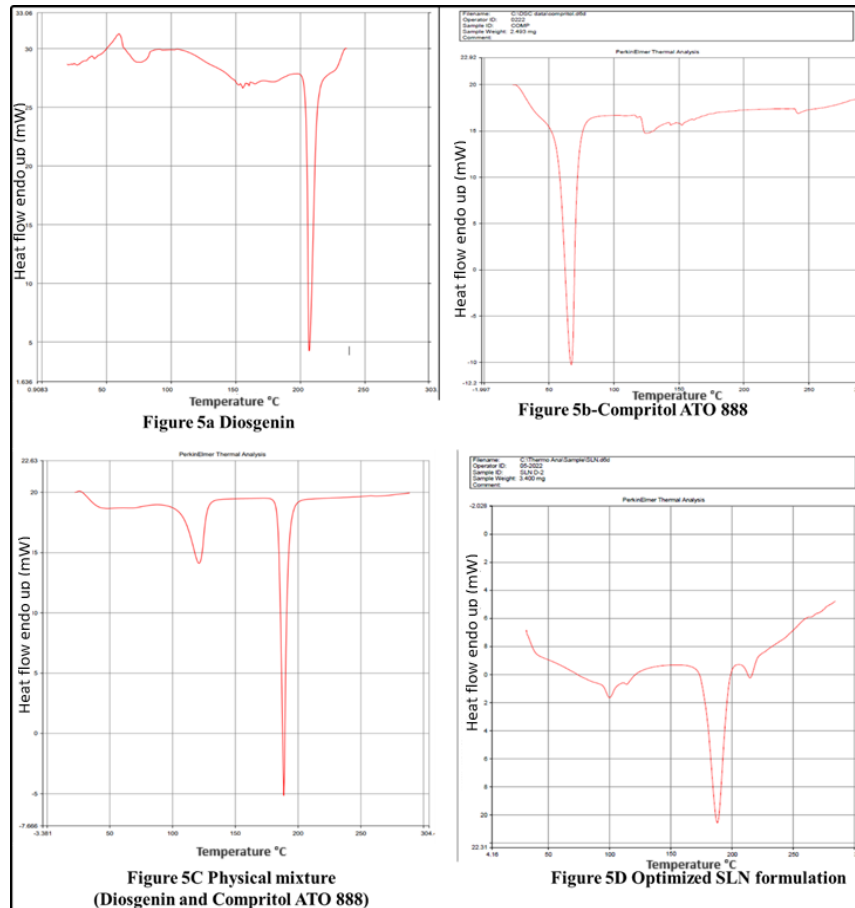 33.06
30
25
20
15
10
5
1.636
0.9083
50
100
150
200
250
303.
Heat flow endo up (mW)
Temperature °C
Figure 5a Diosgenin
Filename:
Operator ID: 0222
Sample ID: COMP
Sample Weight: 2.493 mg
Comment:
PerkinElmer Thermal Analysis
22.92
20
15
10
5
0
-5
-10
-12.2
50
100
150
200
250
Heat flow endo up (mW)
Temperature °C
Figure 5b-Compritol ATO 888
PerkinElmer Thermal Analysis
22.63
20
15
10
5
0
-5
-7.666
-3.381
50
100
150
200
250
304.
Heat flow endo up (mW)
Temperature °C
Figure 5C Physical mixture
(Diosgenin and Compritol ATO 888)
Filename:
Operator ID: 05-2022
Sample ID: SLN D-2
Sample Weight: 3.400 mg
Comment:
PerkinElmer Thermal Analysis
-2.028
0
2
4
6
0
2
4
6
8
20
22.31
4.16
50
100
150
200
250
Heat flow endo up (mW)
Temperature °C
Figure 5D Optimized SLN formulation